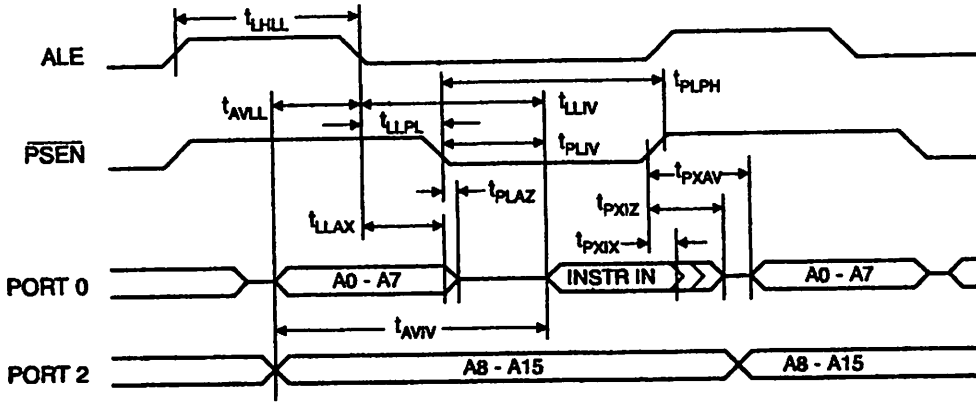 tLHLL
ALE
tPLPH
tAVLL
tLLIV
tLLPL
PSEN
tPLIV
tPLAZ
tPXAV
tLLAX
tPXIZ
tPXIX
PORT 0
A0 - A7
INSTR IN
A0 - A7
tAVIV
PORT 2
A8 - A15
A8 - A15